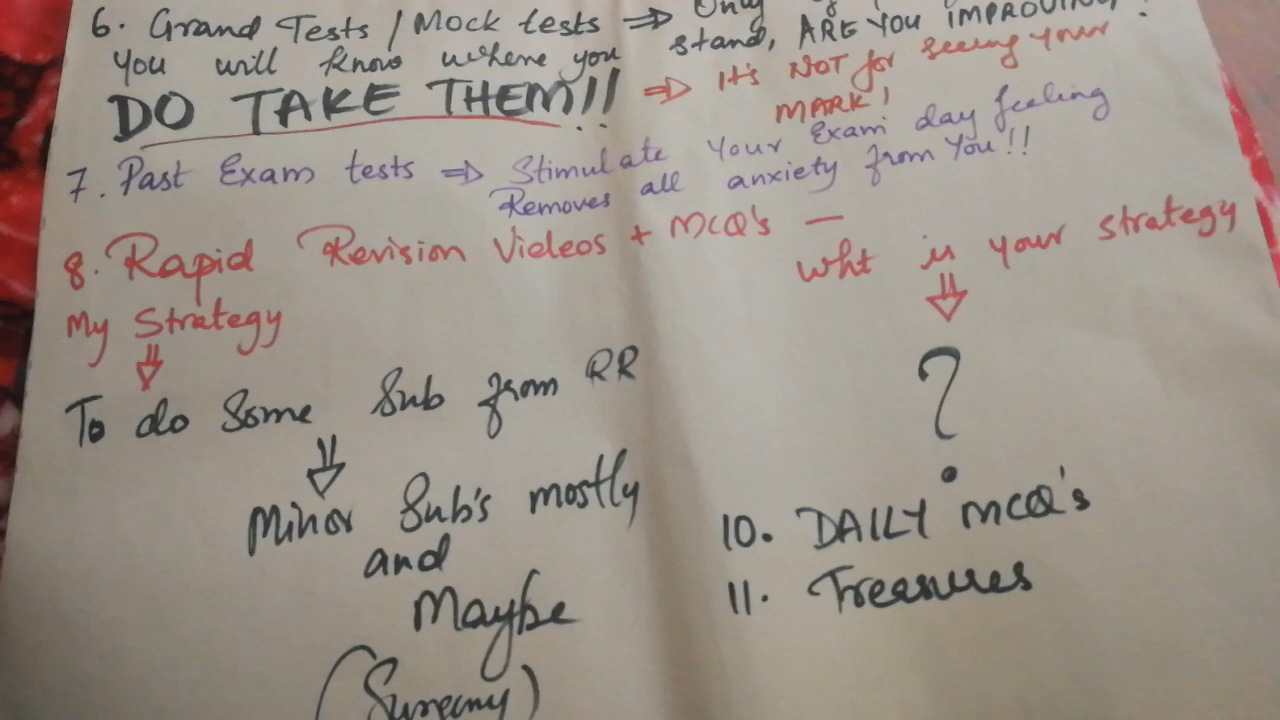 6. Grand Tests / Mock tests ⇒ Only
you will know where you stand, ARE YOU IMPROVING?
DO TAKE THEM!! ⇒ It's NOT for seeing your
MARK!
7. Past Exam tests ⇒ Stimulate Your Exam day feeling
Removes all anxiety from You!!
8. Rapid Revision Videos + MCQ's —
My Strategy
⇓
To do Some Sub from RR
⇓
Minor Sub's mostly
and
Maybe
wht is your strategy
⇓
?
10. DAILY MCQ's
11. Treasures